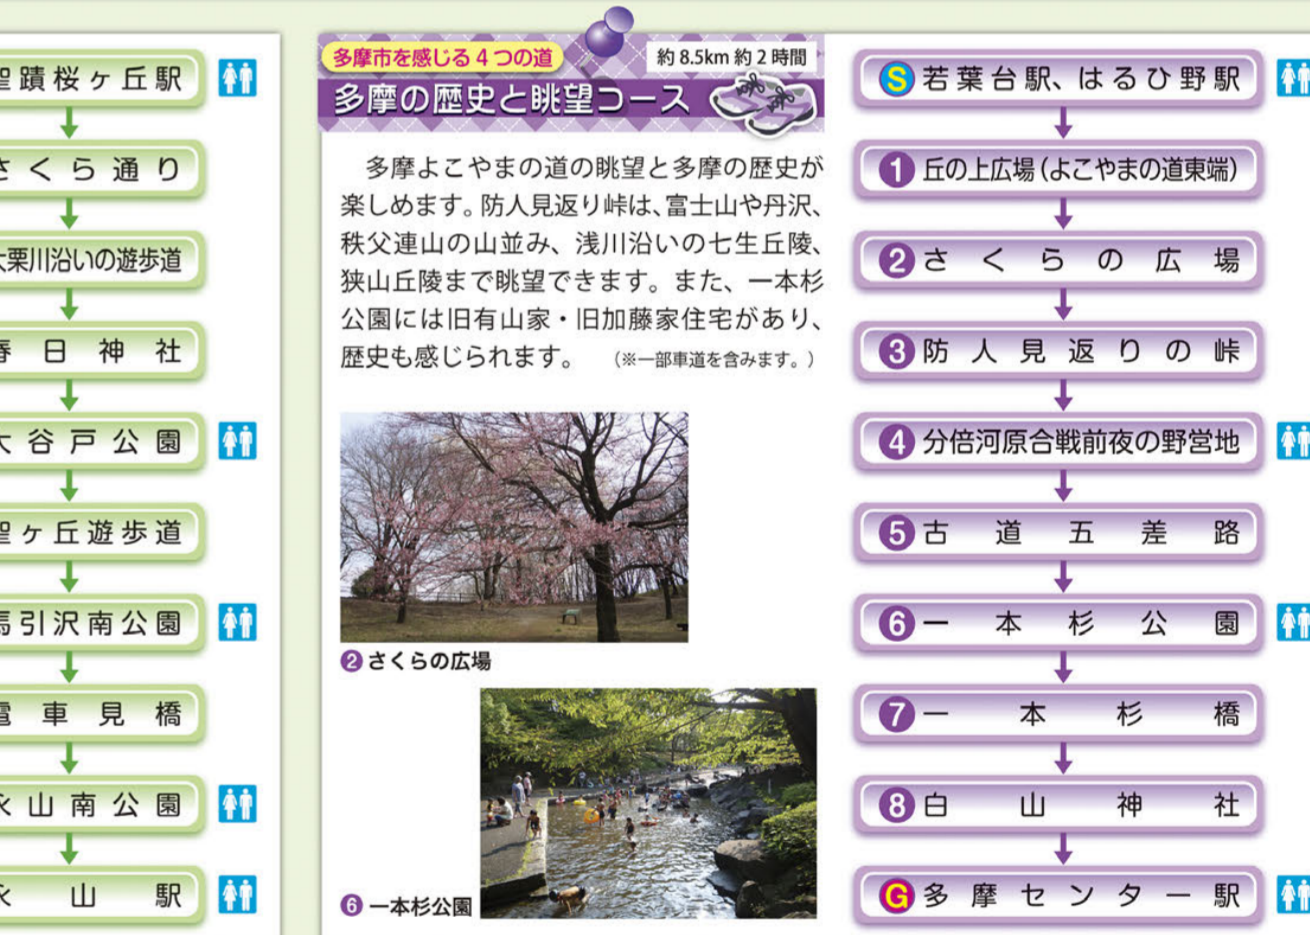 さくら通り
栗川沿いの遊歩道
日神社
谷戸公園
ヶ丘遊歩道
引沢南公園
車見橋
山南公園
山駅
蹟桜ヶ丘駅
多摩市を感じる4つの道
約8.5km 約2時間
多摩の歴史と眺望コース
多摩よこやまの道の眺望と多摩の歴史が
楽しめます。防人見返り峠は、富士山や丹沢、
秩父連山の山並み、浅川沿いの七生丘陵、
狭山丘陵まで眺望できます。また、一本杉
公園には旧有山家・旧加藤家住宅があり、
歴史も感じられます。 （※一部車道を含みます。）
2 さくらの広場
6 一本杉公園
S 若葉台駅、はるひ野駅
1 丘の上広場（よこやまの道東端）
2 さくらの広場
3 防人見返りの峠
4 分倍河原合戦前夜の野営地
5 古道五差路
6 一本杉公園
7 一本杉橋
8 白山神社
G 多摩センター駅